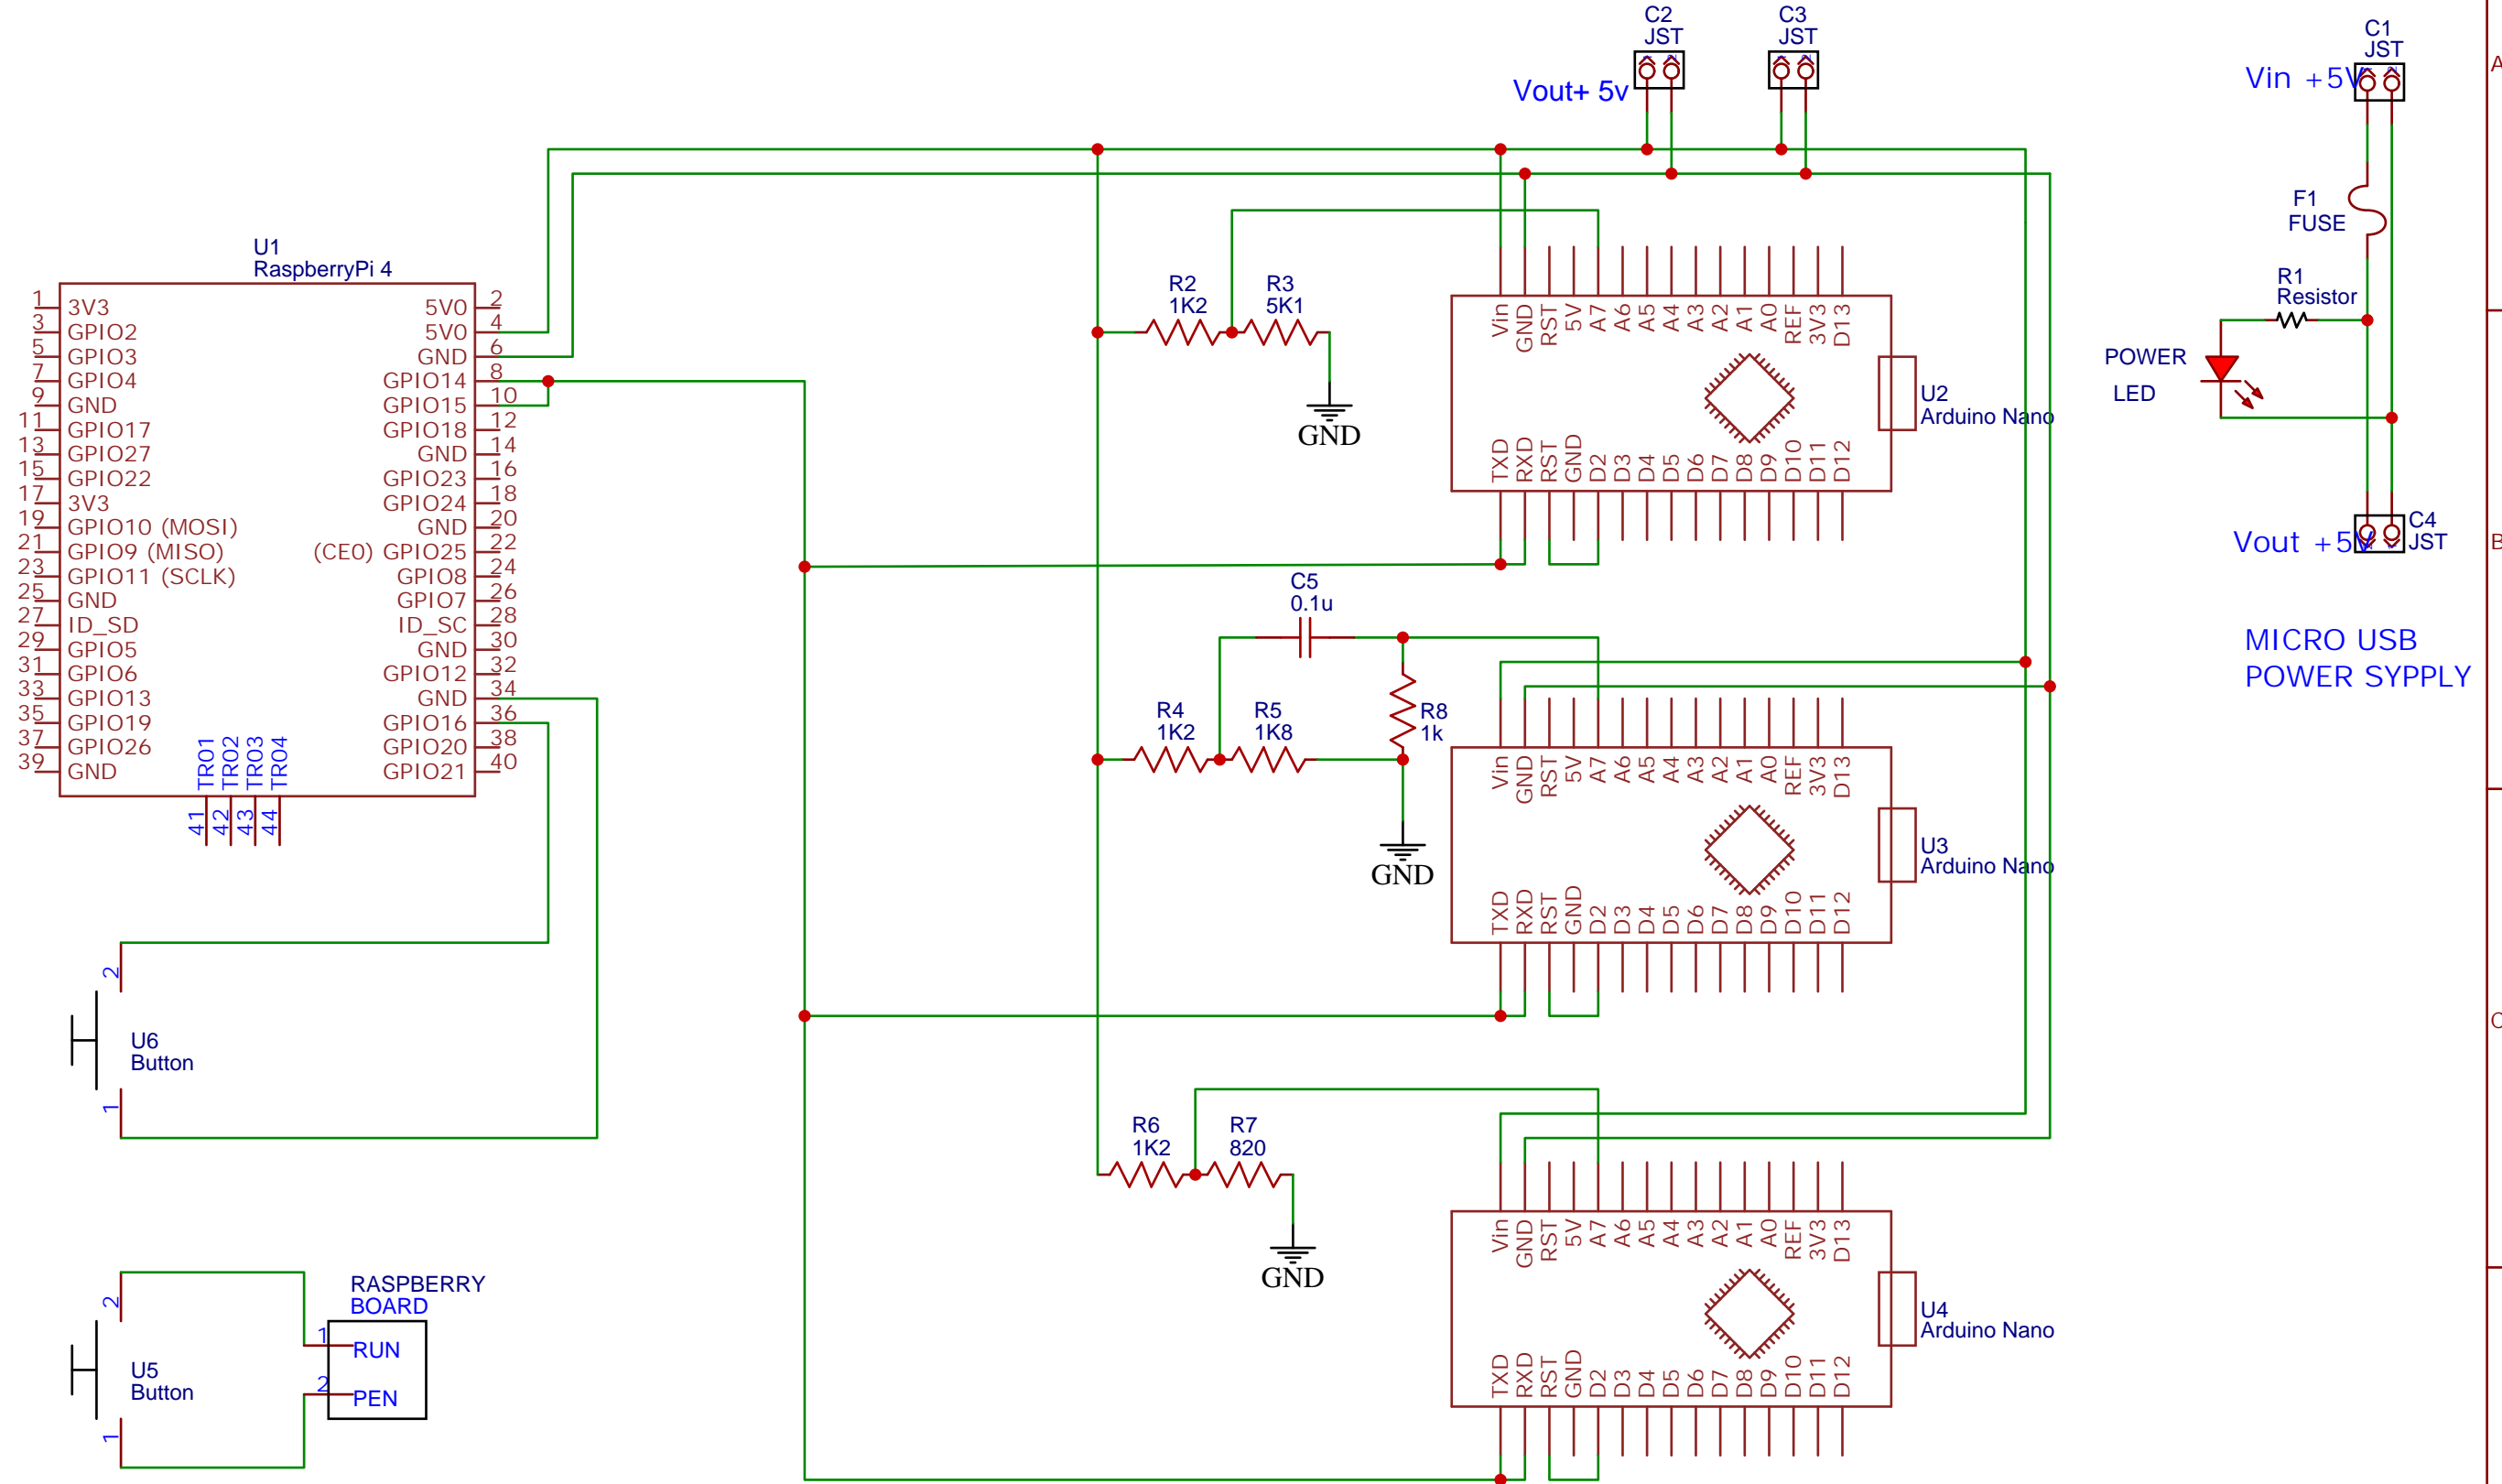 C2
JST
C3
JST
C1
JST
Vout+ 5v
Vin +5V
A
F1
FUSE
R1
Resistor
POWER
LED
Vout +5V
C4
JST
B
MICRO USB
POWER SYPPLY
C
U1
RaspberryPi 4
1 3V3 5V0 2
3 GPIO2 5V0 4
5 GPIO3 GND 6
7 GPIO4 GPIO14 8
9 GND GPIO15 10
11 GPIO17 GPIO18 12
13 GPIO27 GND 14
15 GPIO22 GPIO23 16
17 3V3 GPIO24 18
19 GPIO10 (MOSI) GND 20
21 GPIO9 (MISO) (CE0) GPIO25 22
23 GPIO11 (SCLK) GPIO8 24
25 GND GPIO7 26
27 ID_SD ID_SC 28
29 GPIO5 GND 30
31 GPIO6 GPIO12 32
33 GPIO13 GND 34
35 GPIO19 GPIO16 36
37 GPIO26 GPIO20 38
39 GND GPIO21 40
TRO1 TRO2 TRO3 TRO4
41 42 43 44
R2
1K2
R3
5K1
GND
Vin GND RST 5V A7 A6 A5 A4 A3 A2 A1 A0 REF 3V3 D13
U2
Arduino Nano
TXD RXD RST GND D2 D3 D4 D5 D6 D7 D8 D9 D10 D11 D12
C5
0.1u
R4
1K2
R5
1K8
R8
1k
GND
Vin GND RST 5V A7 A6 A5 A4 A3 A2 A1 A0 REF 3V3 D13
U3
Arduino Nano
TXD RXD RST GND D2 D3 D4 D5 D6 D7 D8 D9 D10 D11 D12
2
U6
Button
1
R6
1K2
R7
820
GND
Vin GND RST 5V A7 A6 A5 A4 A3 A2 A1 A0 REF 3V3 D13
U4
Arduino Nano
TXD RXD RST GND D2 D3 D4 D5 D6 D7 D8 D9 D10 D11 D12
2
U5
Button
1
RASPBERRY
BOARD
1 RUN
2 PEN